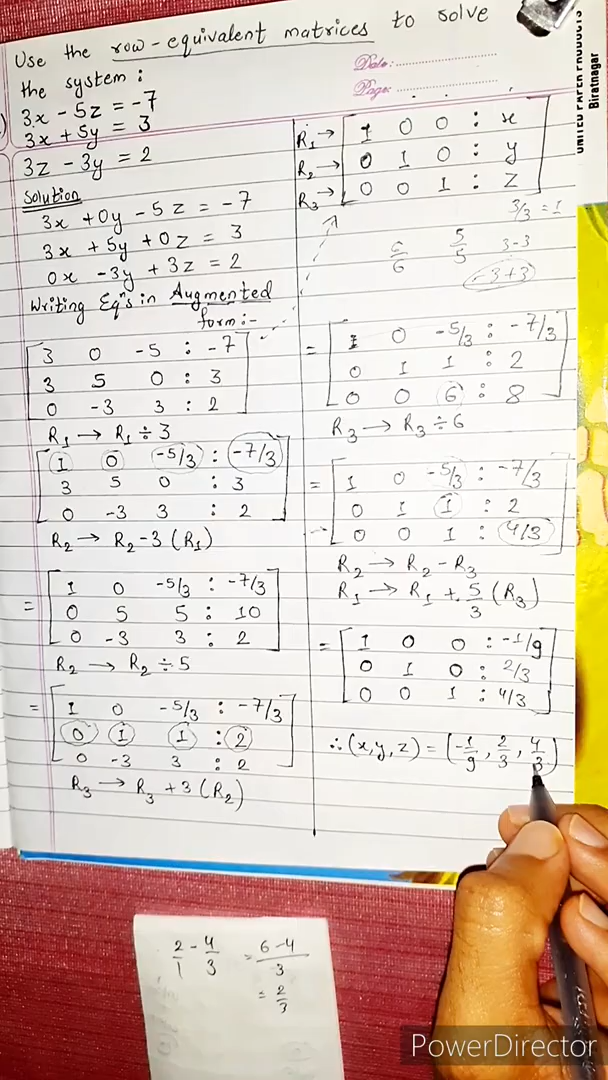 Use the row-equivalent matrices to solve
the system:
3x - 5z = -7
3x + 5y = 3
3z - 3y = 2
Solution
3x + 0y - 5z = -7
3x + 5y + 0z = 3
0x - 3y + 3z = 2
Writing Eqⁿs in Augmented
form:-
3 0 -5 : -7
3 5 0 : 3
0 -3 3 : 2
R₁ → R₁ ÷ 3
1 0 -5/3 : -7/3
3 5 0 : 3
0 -3 3 : 2
R₂ → R₂ - 3 (R₁)
= 1 0 -5/3 : -7/3
0 5 5 : 10
0 -3 3 : 2
R₂ → R₂ ÷ 5
= 1 0 -5/3 : -7/3
0 1 1 : 2
0 -3 3 : 2
R₃ → R₃ + 3 (R₂)
Date:
Page:
R₁ → 1 0 0 : x
R₂ → 0 1 0 : y
R₃ → 0 0 1 : z
3/3 = 1
6/6 5/5 3-3
-3+3
= 1 0 -5/3 : -7/3
0 1 1 : 2
0 0 6 : 8
R₃ → R₃ ÷ 6
= 1 0 -5/3 : -7/3
0 1 1 : 2
0 0 1 : 4/3
R₂ → R₂ - R₃
R₁ → R₁ + 5/3 (R₃)
= 1 0 0 : -1/9
0 1 0 : 2/3
0 0 1 : 4/3
∴ (x, y, z) = (-1/9, 2/3, 4/3)
UNITED PAPER PRODUCTS
Biratnagar
2/1 - 4/3 = 6-4/3
= 2/3
PowerDirector